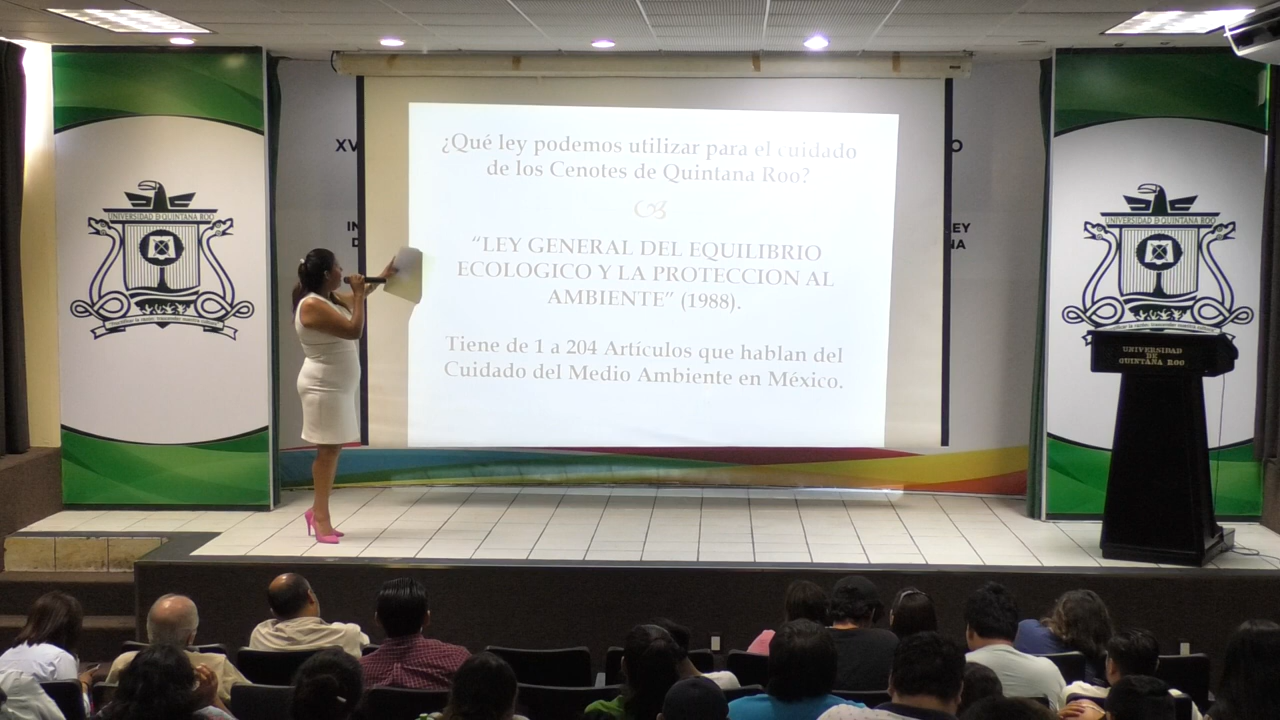 ¿Qué ley podemos utilizar para el cuidado
de los Cenotes de Quintana Roo?
“LEY GENERAL DEL EQUILIBRIO
ECOLOGICO Y LA PROTECCION AL
AMBIENTE” (1988).
Tiene de 1 a 204 Artículos que hablan del
Cuidado del Medio Ambiente en México.
XV
UNIVERSIDAD D QUINTANA ROO
UNIVERSIDAD D QUINTANA ROO
UNIVERSIDAD
DE
QUINTANA ROO